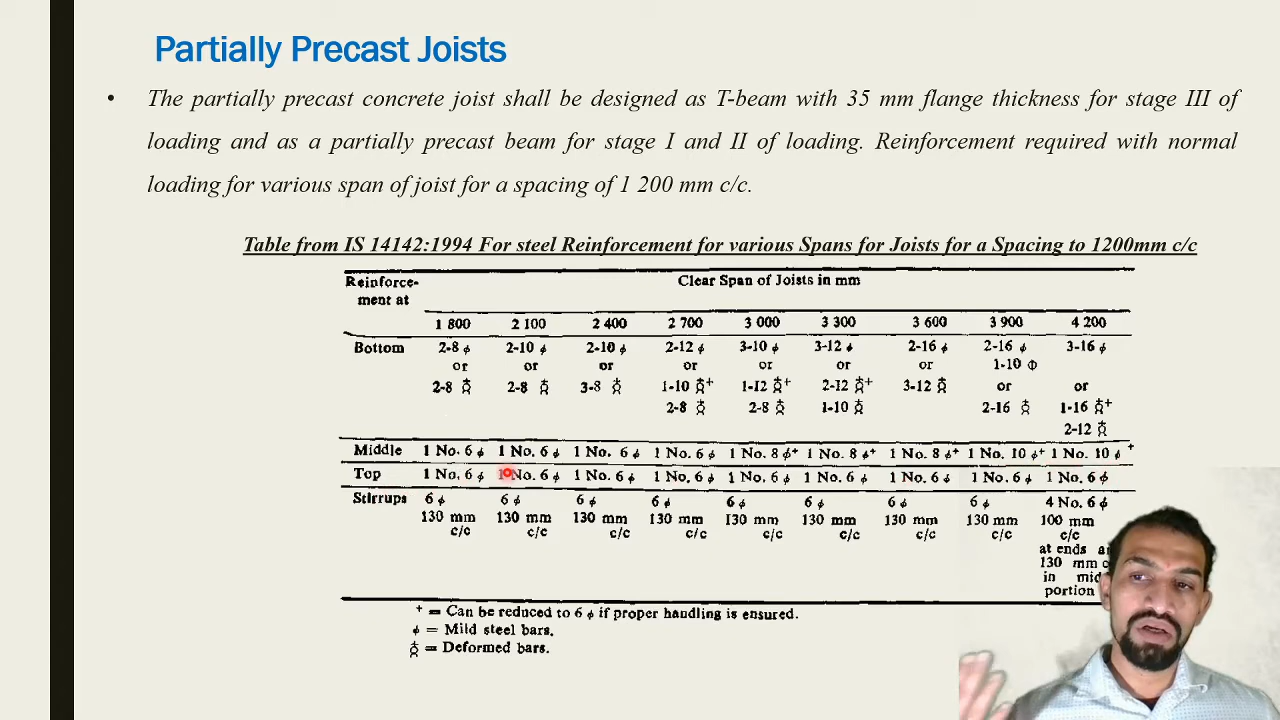 Partially Precast Joists
• The partially precast concrete joist shall be designed as T-beam with 35 mm flange thickness for stage III of
loading and as a partially precast beam for stage I and II of loading. Reinforcement required with normal
loading for various span of joist for a spacing of 1 200 mm c/c.
Table from IS 14142:1994 For steel Reinforcement for various Spans for Joists for a Spacing to 1200mm c/c
Reinforce- Clear Span of Joists in mm
ment at
1 800 2 100 2 400 2 700 3 000 3 300 3 600 3 900 4 200
Bottom 2-8 ϕ 2-10 ϕ 2-10 ϕ 2-12 ϕ 3-10 ϕ 3-12 ϕ 2-16 ϕ 2-16 ϕ 3-16 ϕ
or or or or or or or 1-10 Φ
2-8 2-8 3-8 1-10 + 1-12 + 2-12 + 3-12 or or
2-8 2-8 1-10 2-16 1-16 +
2-12
Middle 1 No. 6 ϕ 1 No. 6 ϕ 1 No. 6 ϕ 1 No. 6 ϕ 1 No. 8 ϕ+ 1 No. 8 ϕ+ 1 No. 8 ϕ+ 1 No. 10 ϕ+ 1 No. 10 ϕ +
Top 1 No. 6 ϕ 1 No. 6 ϕ 1 No. 6 ϕ 1 No. 6 ϕ 1 No. 6 ϕ 1 No. 6 ϕ 1 No. 6 ϕ 1 No. 6 ϕ 1 No. 6 ϕ
Stirrups 6 ϕ 6 ϕ 6 ϕ 6 ϕ 6 ϕ 6 ϕ 6 ϕ 6 ϕ 4 No. 6 ϕ
130 mm 130 mm 130 mm 130 mm 130 mm 130 mm 130 mm 130 mm 100 mm
c/c c/c c/c c/c c/c c/c c/c c/c c/c
at ends
130 mm
in
portion
+ = Can be reduced to 6 ϕ if proper handling is ensured.
ϕ = Mild steel bars.
= Deformed bars.